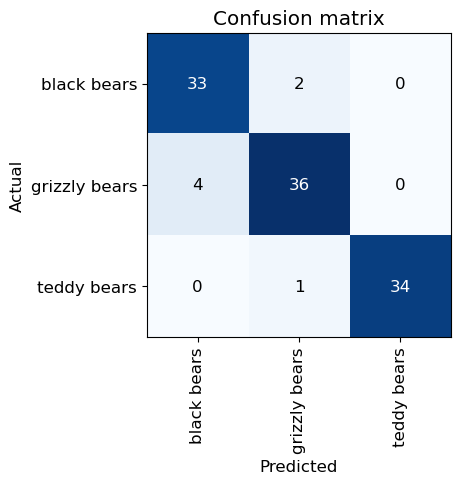 Confusion matrix
Actual
black bears 33 2 0
grizzly bears 4 36 0
teddy bears 0 1 34
black bears grizzly bears teddy bears
Predicted